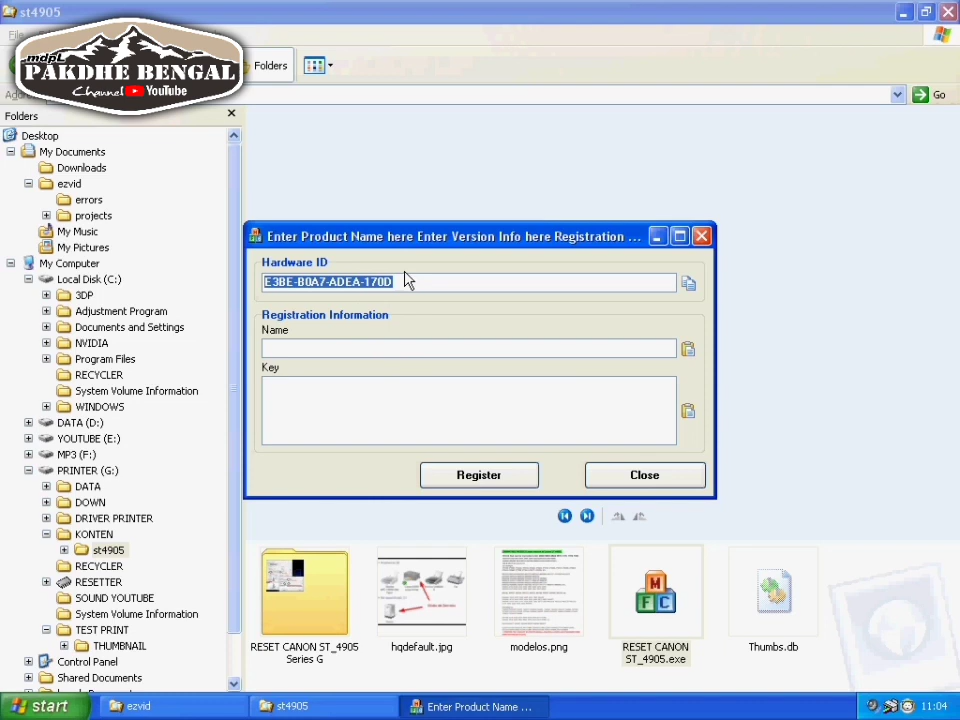 st4905
mdpL
PAKDHE BENGAL
Channel YouTube
Folders
Go
Folders
Desktop
My Documents
Downloads
ezvid
errors
projects
My Music
My Pictures
My Computer
Local Disk (C:)
3DP
Adjustment Program
Documents and Settings
NVIDIA
Program Files
RECYCLER
System Volume Information
WINDOWS
DATA (D:)
YOUTUBE (E:)
MP3 (F:)
PRINTER (G:)
DATA
DOWN
DRIVER PRINTER
KONTEN
st4905
RECYCLER
RESETTER
SOUND YOUTUBE
System Volume Information
TEST PRINT
THUMBNAIL
Control Panel
Shared Documents
Enter Product Name here Enter Version Info here Registration ...
Hardware ID
E3BE-B0A7-ADEA-170D
Registration Information
Name
Key
Register
Close
RESET CANON ST_4905
Series G
hqdefault.jpg
modelos.png
RESET CANON
ST_4905.exe
Thumbs.db
start
ezvid
st4905
Enter Product Name ...
11:04